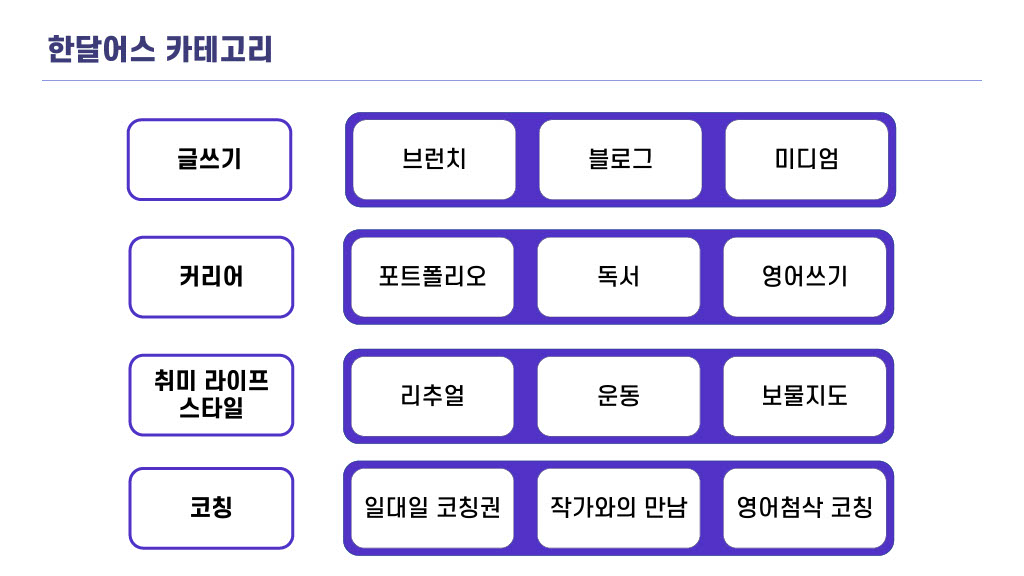 한달어스 카테고리
글쓰기
브런치
블로그
미디엄
커리어
포트폴리오
독서
영어쓰기
취미 라이프
스타일
리추얼
운동
보물지도
코칭
일대일 코칭권
작가와의 만남
영어첨삭 코칭